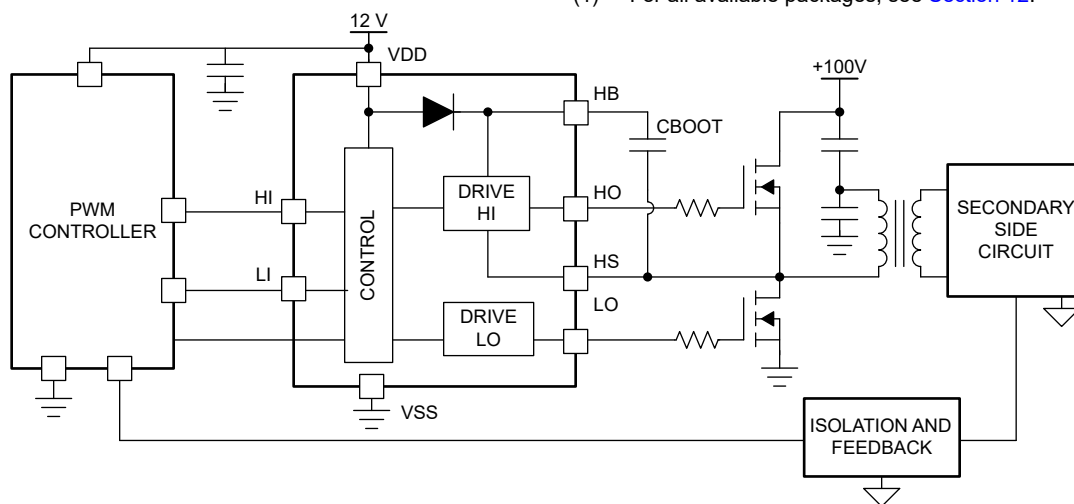 (1) For all available packages, see Section 12.
12 V
VDD
+100V
HB
CBOOT
DRIVE
HI
HO
HI
PWM
CONTROLLER
CONTROL
SECONDARY
SIDE
CIRCUIT
HS
LI
LO
DRIVE
LO
VSS
ISOLATION AND
FEEDBACK